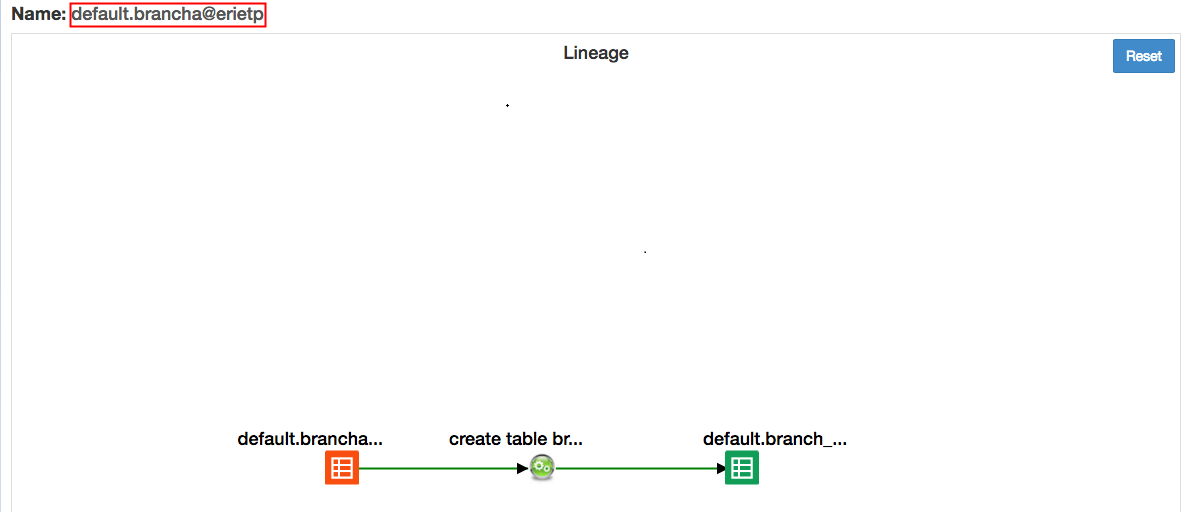 Name: default.brancha@erietp
Lineage
Reset
default.brancha...
create table br...
default.branch_...